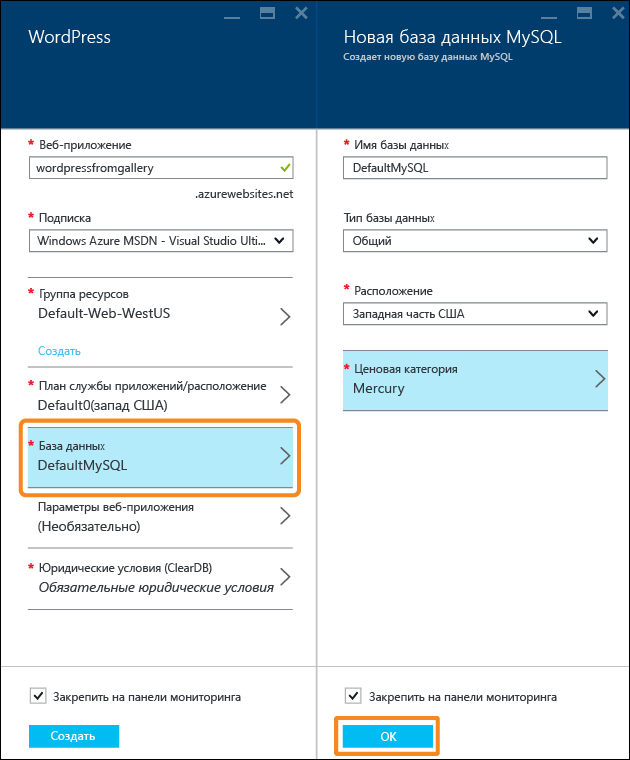 WordPress
* Веб-приложение
wordpressfromgallery
.azurewebsites.net
* Подписка
Windows Azure MSDN - Visual Studio Ulti...
* Группа ресурсов
Default-Web-WestUS
Создать
* План службы приложений/расположение
Default0(запад США)
* База данных
DefaultMySQL
Параметры веб-приложения
(Необязательно)
* Юридические условия (ClearDB)
Обязательные юридические условия
Закрепить на панели мониторинга
Создать
Новая база данных MySQL
Создает новую базу данных MySQL
* Имя базы данных
DefaultMySQL
Тип базы данных
Общий
* Расположение
Западная часть США
* Ценовая категория
Mercury
Закрепить на панели мониторинга
OK